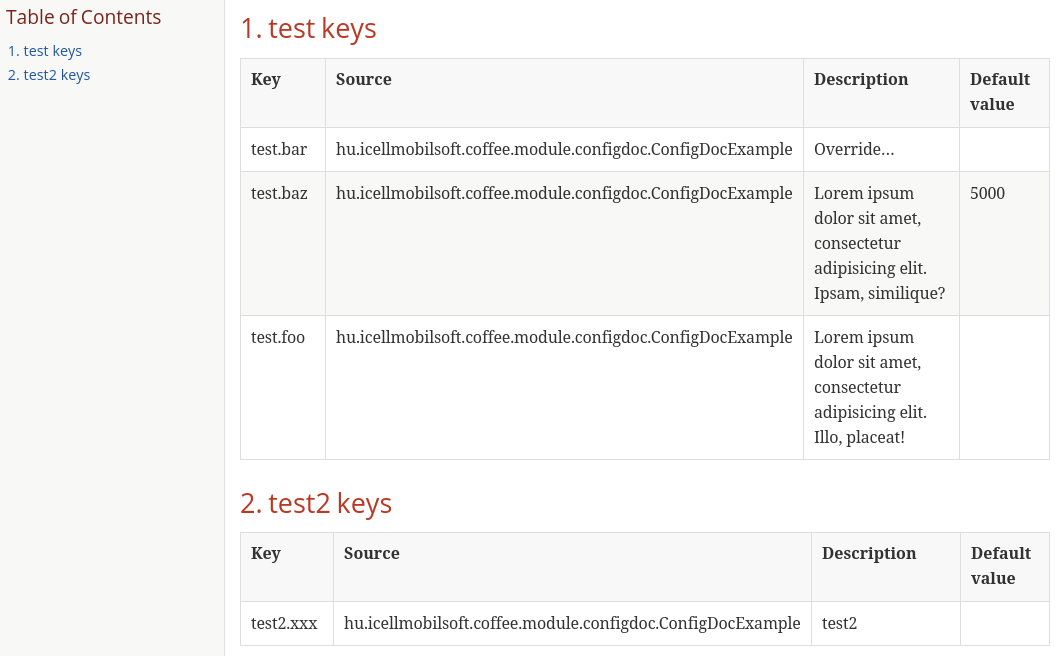 Table of Contents
1. test keys
2. test2 keys
1. test keys
Key Source Description Default
value
test.bar hu.icellmobilsoft.coffee.module.configdoc.ConfigDocExample Override…
test.baz hu.icellmobilsoft.coffee.module.configdoc.ConfigDocExample Lorem ipsum 5000
dolor sit amet,
consectetur
adipisicing elit.
Ipsam, similique?
test.foo hu.icellmobilsoft.coffee.module.configdoc.ConfigDocExample Lorem ipsum
dolor sit amet,
consectetur
adipisicing elit.
Illo, placeat!
2. test2 keys
Key Source Description Default
value
test2.xxx hu.icellmobilsoft.coffee.module.configdoc.ConfigDocExample test2